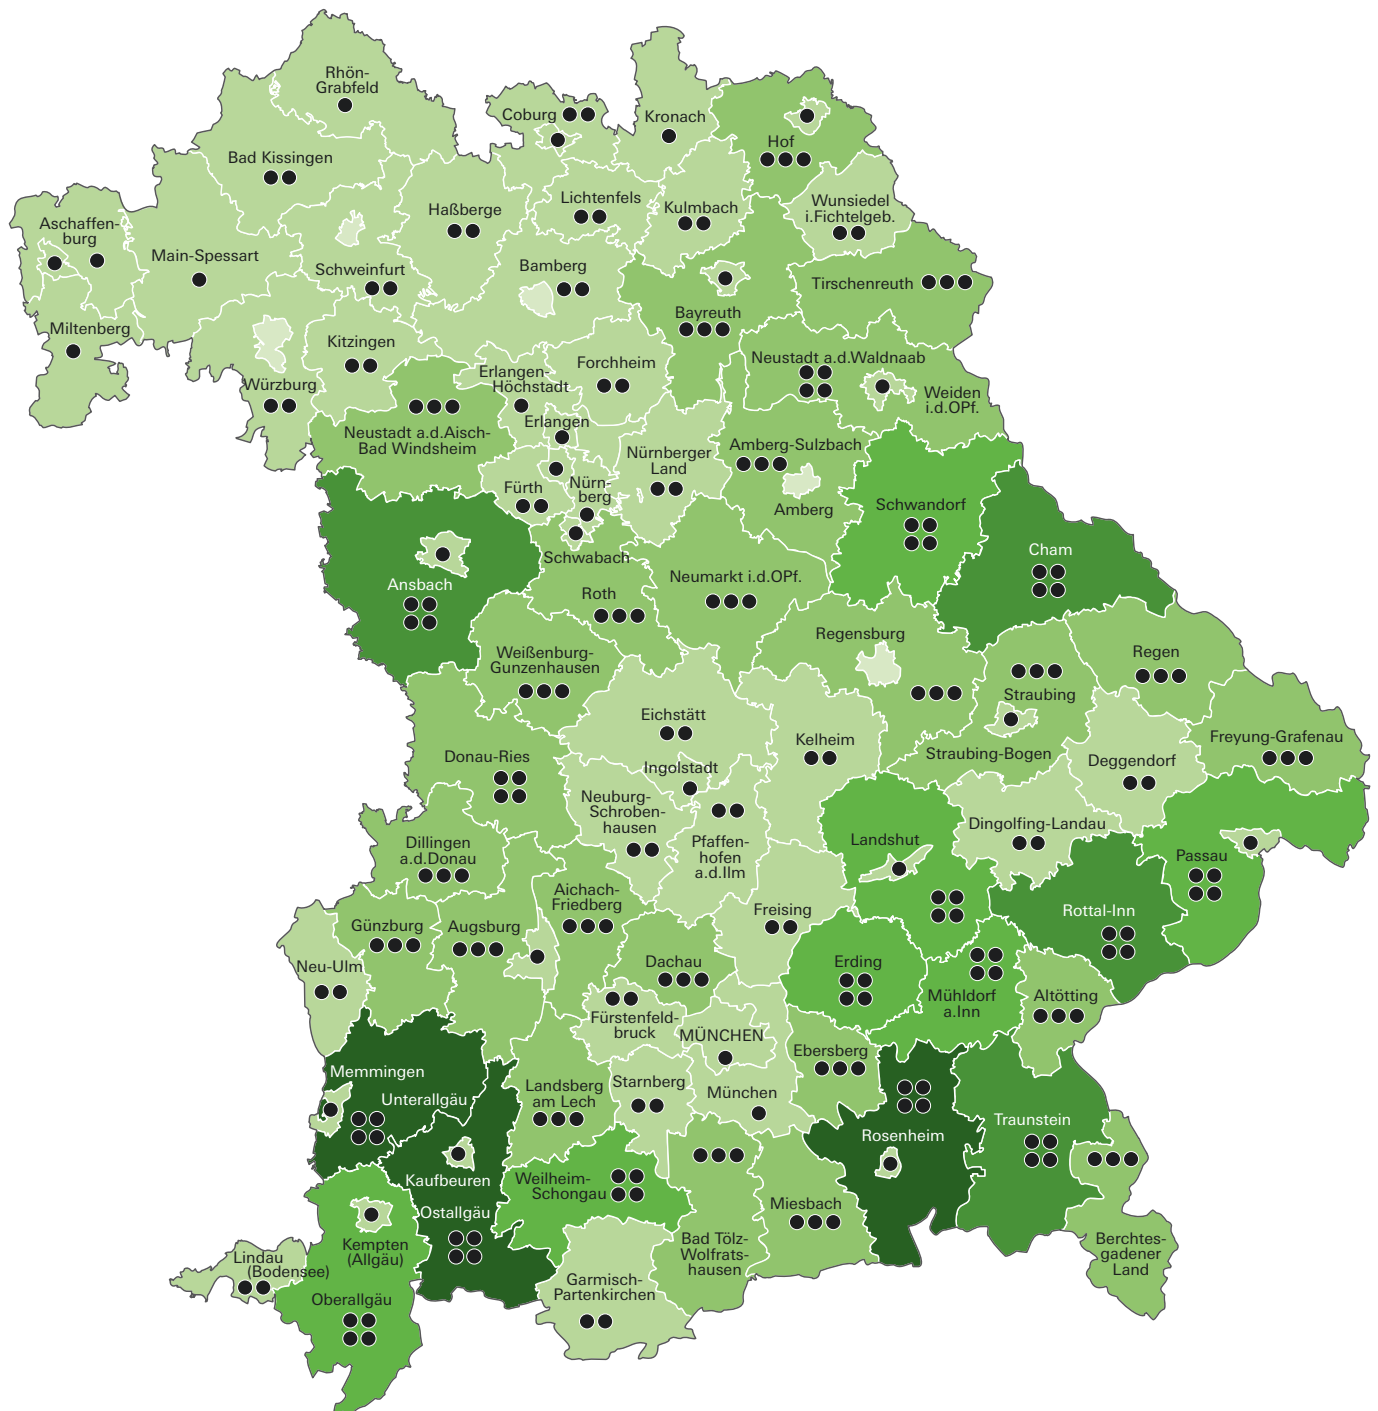 Rhön-
Grabfeld
Coburg
Kronach
Hof
Bad Kissingen
Aschaffen-
burg
Haßberge
Lichtenfels
Kulmbach
Wunsiedel
i.Fichtelgeb.
Main-Spessart
Schweinfurt
Bamberg
Tirschenreuth
Bayreuth
Miltenberg
Kitzingen
Forchheim
Neustadt a.d.Waldnaab
Weiden
i.d.OPf.
Würzburg
Erlangen-
Höchstadt
Erlangen
Neustadt a.d.Aisch-
Bad Windsheim
Nürnberger
Land
Amberg-Sulzbach
Amberg
Fürth
Nürn-
berg
Schwandorf
Schwabach
Cham
Ansbach
Roth
Neumarkt i.d.OPf.
Regensburg
Weißenburg-
Gunzenhausen
Regen
Straubing
Eichstätt
Kelheim
Straubing-Bogen
Freyung-Grafenau
Donau-Ries
Ingolstadt
Deggendorf
Neuburg-
Schroben-
hausen
Pfaffen-
hofen
a.d.Ilm
Landshut
Dingolfing-Landau
Dillingen
a.d.Donau
Passau
Aichach-
Friedberg
Freising
Rottal-Inn
Günzburg
Augsburg
Neu-Ulm
Dachau
Erding
Mühldorf
a.Inn
Altötting
Fürstenfeld-
bruck
MÜNCHEN
Ebersberg
Memmingen
Unterallgäu
Landsberg
am Lech
Starnberg
München
Traunstein
Rosenheim
Kaufbeuren
Weilheim-
Schongau
Ostallgäu
Miesbach
Kempten
(Allgäu)
Bad Tölz-
Wolfrats-
hausen
Berchtes-
gadener
Land
Lindau
(Bodensee)
Oberallgäu
Garmisch-
Partenkirchen